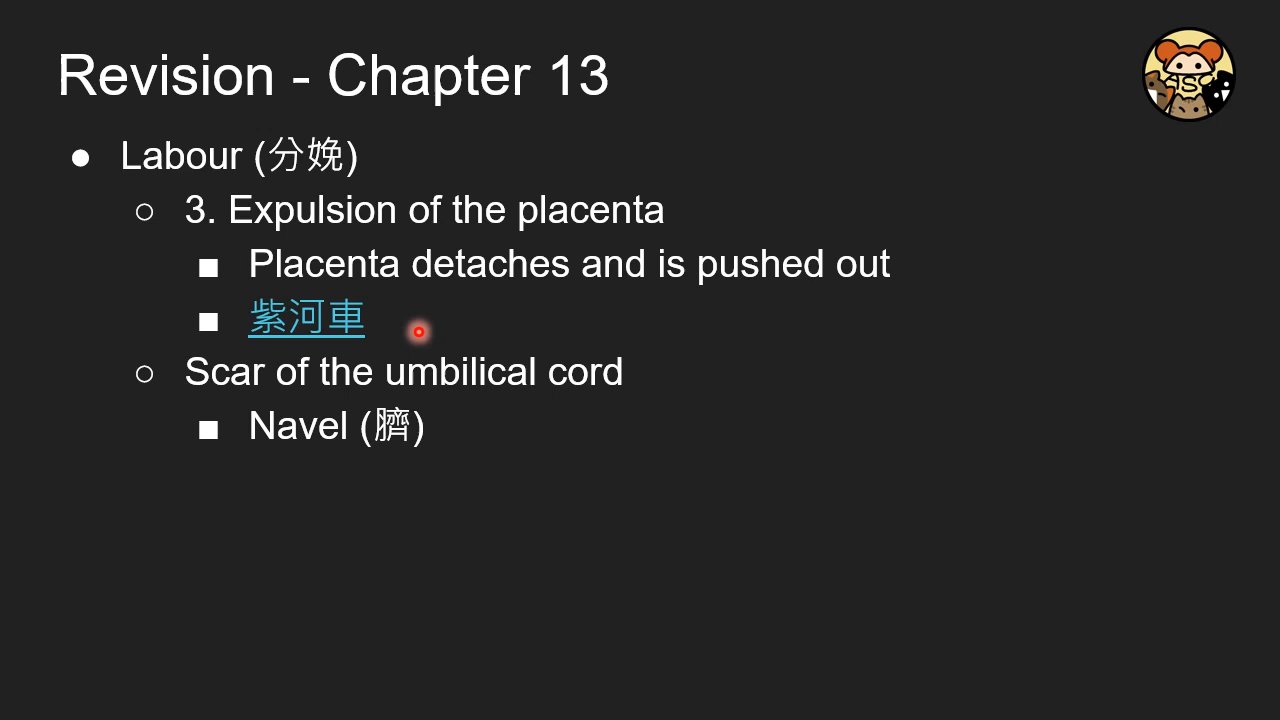 Revision - Chapter 13
● Labour (分娩)
○ 3. Expulsion of the placenta
■ Placenta detaches and is pushed out
■ 紫河車
○ Scar of the umbilical cord
■ Navel (臍)
S